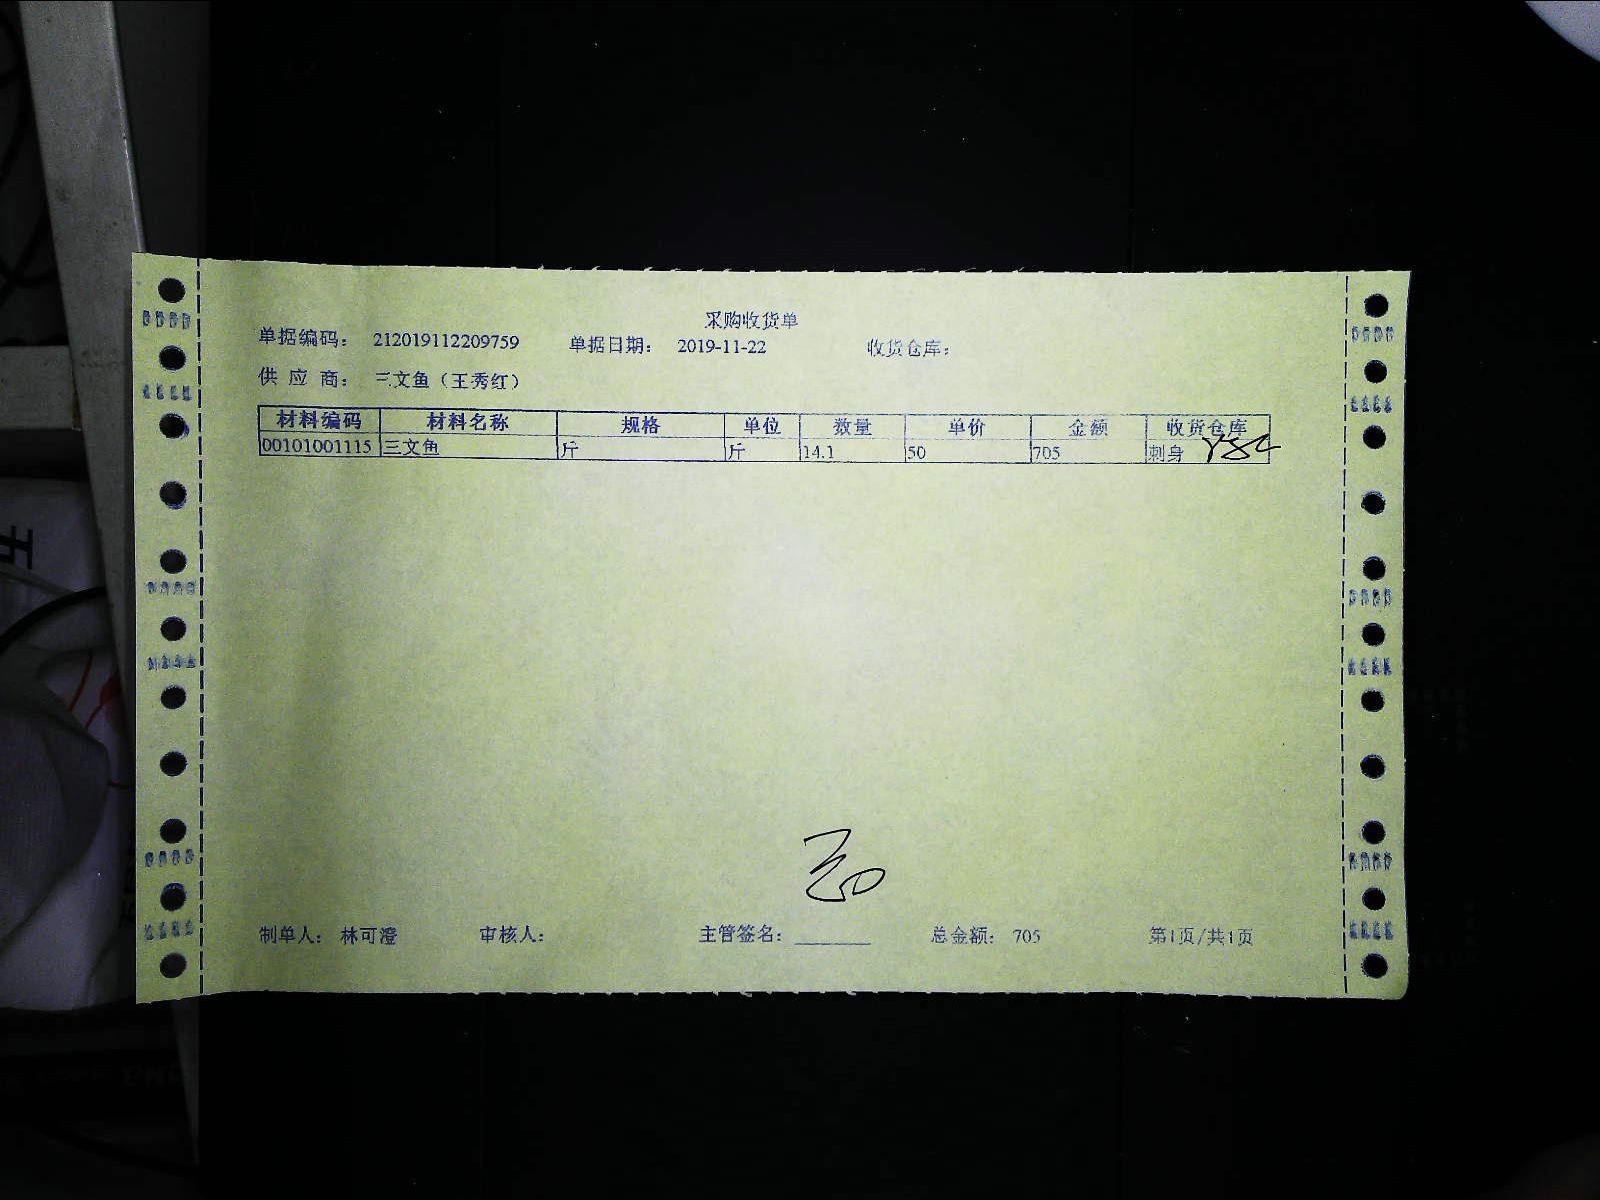 采购收货单
单据编码: 212019112209759 单据日期: 2019-11-22 收货仓库:
供应商: 三文鱼(王秀红)
材料编码 材料名称 规格 单位 数量 单价 金额 收货仓库
00101001115 三文鱼 斤 斤 14.1 50 705 刺身
制单人: 林可澄 审核人: 主管签名: 总金额: 705 第1页/共1页